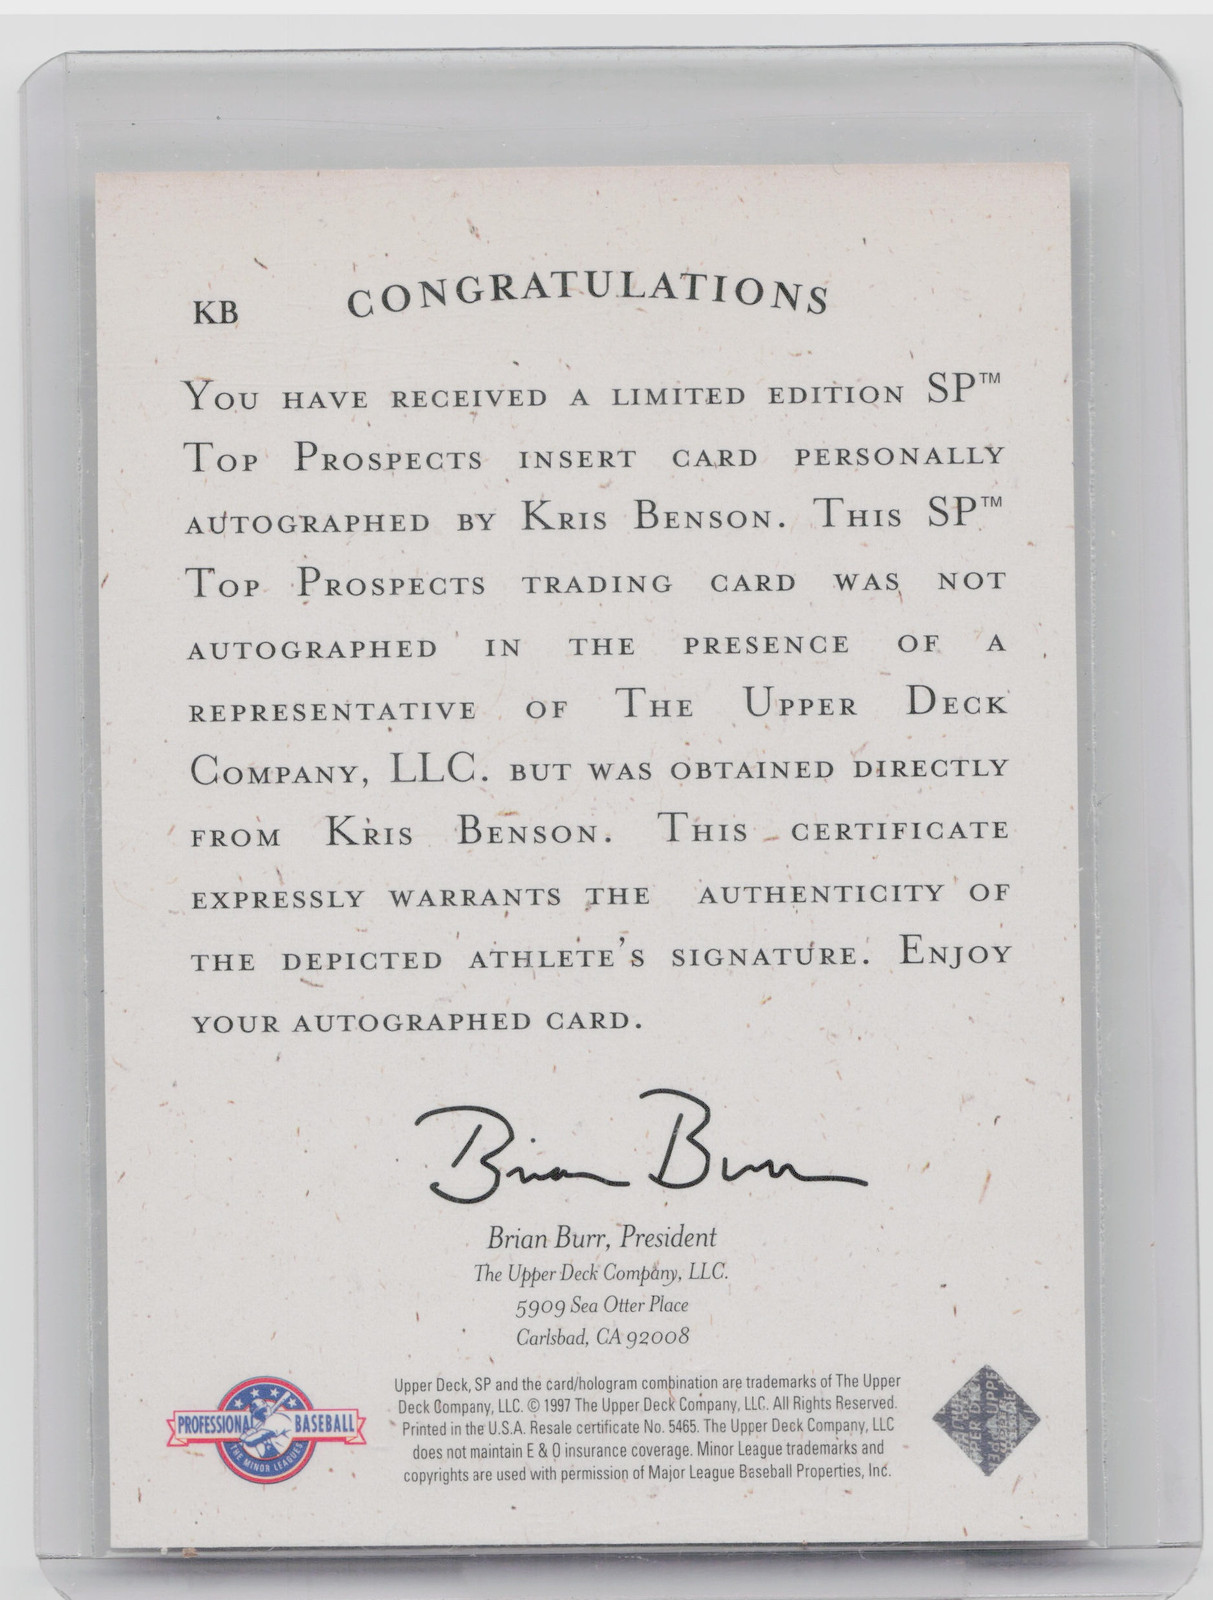 KB
CONGRATULATIONS
YOU HAVE RECEIVED A LIMITED EDITION SP™
TOP PROSPECTS INSERT CARD PERSONALLY
AUTOGRAPHED BY KRIS BENSON. THIS SP™
TOP PROSPECTS TRADING CARD WAS NOT
AUTOGRAPHED IN THE PRESENCE OF A
REPRESENTATIVE OF THE UPPER DECK
COMPANY, LLC. BUT WAS OBTAINED DIRECTLY
FROM KRIS BENSON. THIS CERTIFICATE
EXPRESSLY WARRANTS THE AUTHENTICITY OF
THE DEPICTED ATHLETE'S SIGNATURE. ENJOY
YOUR AUTOGRAPHED CARD.
Brian Burr
Brian Burr, President
The Upper Deck Company, LLC.
5909 Sea Otter Place
Carlsbad, CA 92008
PROFESSIONAL BASEBALL
THE MINOR LEAGUES
Upper Deck, SP and the card/hologram combination are trademarks of The Upper
Deck Company, LLC. © 1997 The Upper Deck Company, LLC. All Rights Reserved.
Printed in the U.S.A. Resale certificate No. 5465. The Upper Deck Company, LLC
does not maintain E & O insurance coverage. Minor League trademarks and
copyrights are used with permission of Major League Baseball Properties, Inc.